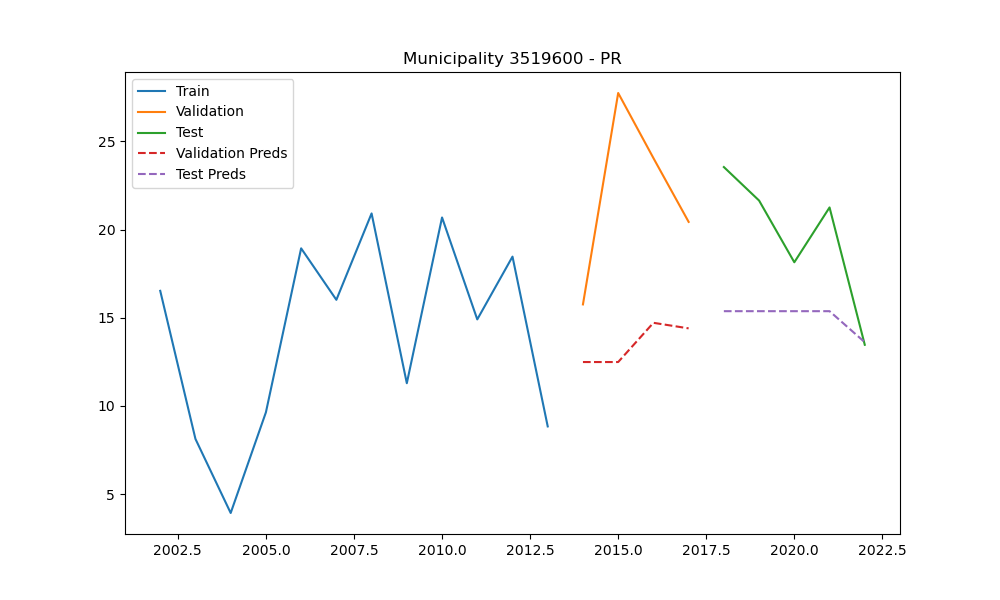 Municipality 3519600 - PR
Train
Validation
Test
Validation Preds
Test Preds
25
20
15
10
5
2002.5 2005.0 2007.5 2010.0 2012.5 2015.0 2017.5 2020.0 2022.5